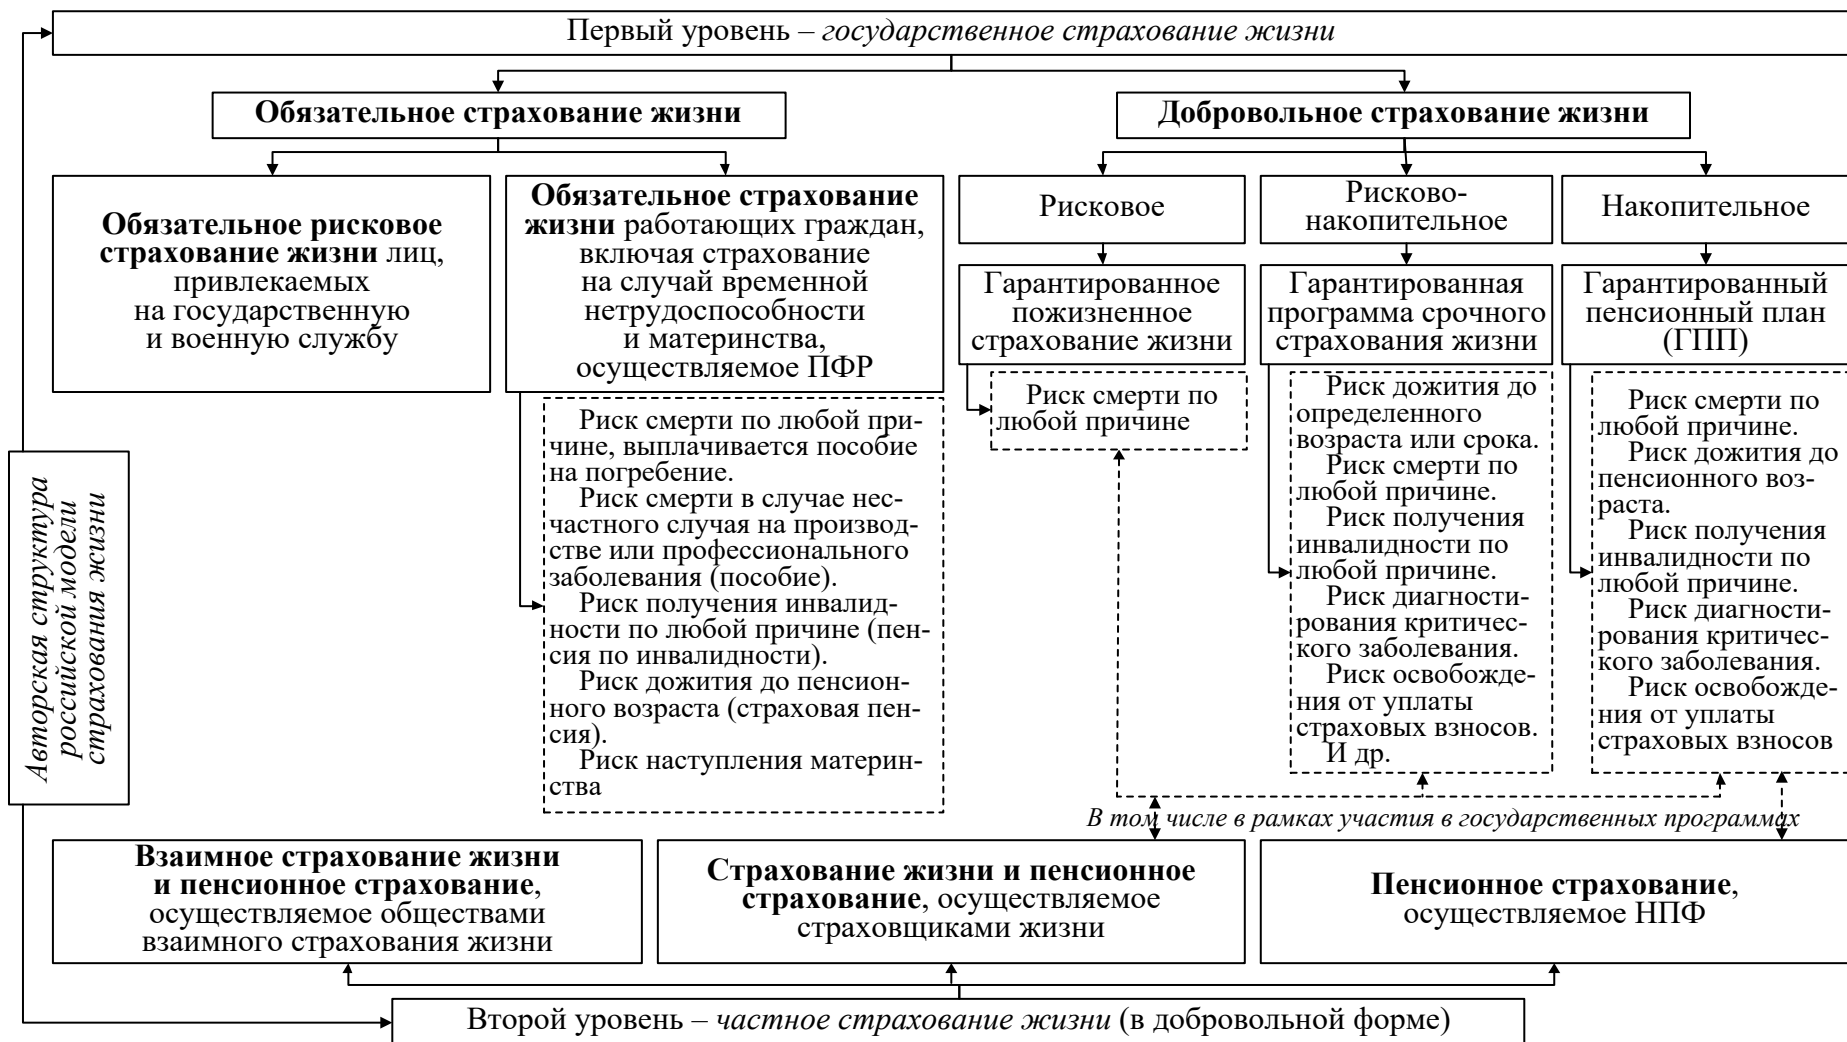 Первый уровень – государственное страхование жизни
Обязательное страхование жизни
Добровольное страхование жизни
Обязательное рисковое
страхование жизни лиц,
привлекаемых
на государственную
и военную службу
Обязательное страхование
жизни работающих граждан,
включая страхование
на случай временной
нетрудоспособности
и материнства,
осуществляемое ПФР
Рисковое
Рисково-
накопительное
Накопительное
Гарантированное
пожизненное
страхование жизни
Гарантированная
программа срочного
страхования жизни
Гарантированный
пенсионный план
(ГПП)
Риск смерти по любой при-
чине, выплачивается пособие
на погребение.
Риск смерти в случае нес-
частного случая на производ-
стве или профессионального
заболевания (пособие).
Риск получения инвалид-
ности по любой причине (пен-
сия по инвалидности).
Риск дожития до пенсион-
ного возраста (страховая пен-
сия).
Риск наступления материн-
ства
Риск смерти по
любой причине
Риск дожития до
определенного
возраста или срока.
Риск смерти по
любой причине.
Риск получения
инвалидности по
любой причине.
Риск диагности-
рования критичес-
кого заболевания.
Риск освобожде-
ния от уплаты
страховых взносов.
И др.
Риск смерти по
любой причине.
Риск дожития до
пенсионного воз-
раста.
Риск получения
инвалидности по
любой причине.
Риск диагности-
рования критичес-
кого заболевания.
Риск освобожде-
ния от уплаты
страховых взносов
Авторская структура
российской модели
страхования жизни
В том числе в рамках участия в государственных программах
Взаимное страхование жизни
и пенсионное страхование,
осуществляемое обществами
взаимного страхования жизни
Страхование жизни и пенсионное
страхование, осуществляемое
страховщиками жизни
Пенсионное страхование,
осуществляемое НПФ
Второй уровень – частное страхование жизни (в добровольной форме)